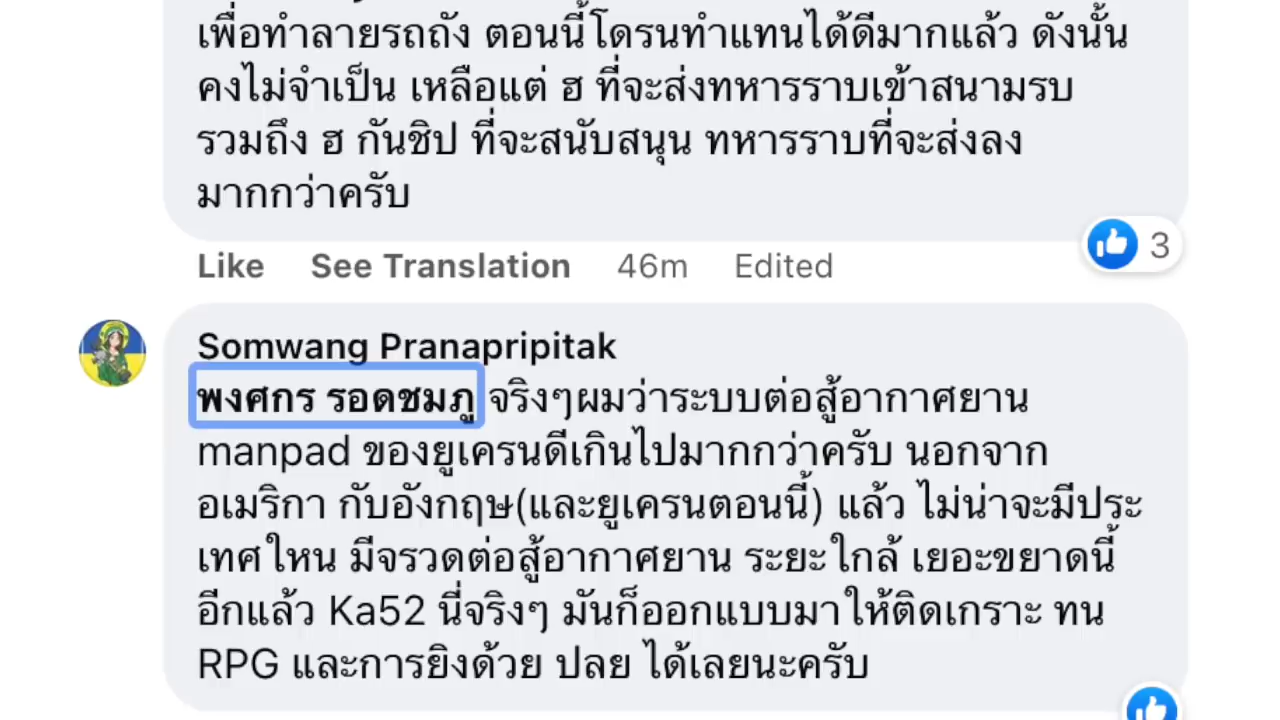 เพื่อทำลายรถถัง ตอนนี้โดรนทำแทนได้ดีมากแล้ว ดังนั้น
คงไม่จำเป็น เหลือแต่ ฮ ที่จะส่งทหารราบเข้าสนามรบ
รวมถึง ฮ กันชิป ที่จะสนับสนุน ทหารราบที่จะส่งลง
มากกว่าครับ
3
Like See Translation 46m Edited
Somwang Pranapripitak
พงศกร รอดชมภู จริงๆผมว่าระบบต่อสู้อากาศยาน
manpad ของยูเครนดีเกินไปมากกว่าครับ นอกจาก
อเมริกา กับอังกฤษ(และยูเครนตอนนี้) แล้ว ไม่น่าจะมีประ
เทศใหน มีจรวดต่อสู้อากาศยาน ระยะใกล้ เยอะขยาดนี้
อีกแล้ว Ka52 นี่จริงๆ มันก็ออกแบบมาให้ติดเกราะ ทน
RPG และการยิงด้วย ปลย ได้เลยนะครับ